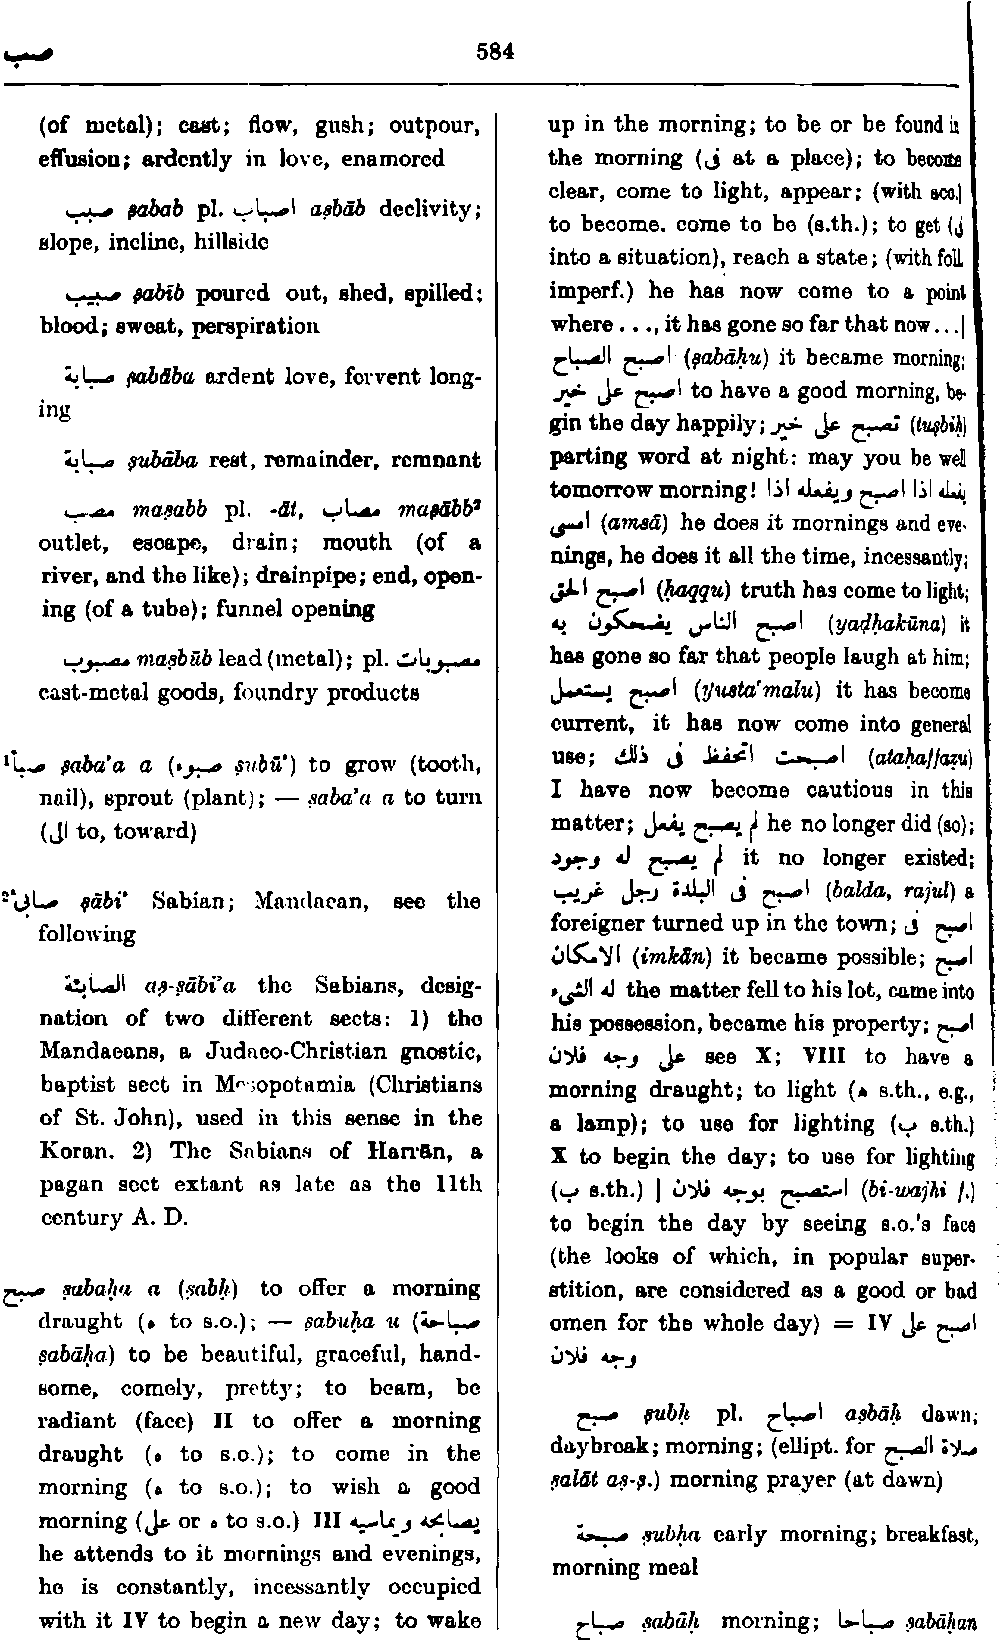 صب
584
(of metal); cast; flow, gush; outpour,
effusion; ardently in love, enamored
صبب ṣabab pl. اصباب aṣbāb declivity;
slope, incline, hillside
صبيب ṣabīb poured out, shed, spilled;
blood; sweat, perspiration
صبابة ṣabāba ardent love, fervent long-
ing
صبابة ṣubāba rest, remainder, remnant
مصب maṣabb pl. -āt, مصاب maṣābb²
outlet, escape, drain; mouth (of a
river, and the like); drainpipe; end, open-
ing (of a tube); funnel opening
مصبوب maṣbūb lead (metal); pl. مصبوبات
cast-metal goods, foundry products
¹صبأ ṣaba’a a (صبوء ṣubū’) to grow (tooth,
nail), sprout (plant); — ṣaba’a a to turn
(الى to, toward)
²صابئ ṣābi’ Sabian; Mandaean, see the
following
الصابئة aṣ-ṣābi’a the Sabians, desig-
nation of two different sects: 1) the
Mandaeans, a Judaeo-Christian gnostic,
baptist sect in Mesopotamia (Christians
of St. John), used in this sense in the
Koran. 2) The Sabians of Harrān, a
pagan sect extant as late as the 11th
century A. D.
صبح ṣabaḥa a (ṣabḥ) to offer a morning
draught (ه to s.o.); — ṣabuḥa u (صباحة
ṣabāḥa) to be beautiful, graceful, hand-
some, comely, pretty; to beam, be
radiant (face) II to offer a morning
draught (ه to s.o.); to come in the
morning (ه to s.o.); to wish a good
morning (على or ه to s.o.) III يصابحه ويماسيه
he attends to it mornings and evenings,
he is constantly, incessantly occupied
with it IV to begin a new day; to wake
up in the morning; to be or be found in
the morning (فى at a place); to become
clear, come to light, appear; (with acc.)
to become, come to be (s.th.); to get (فى
into a situation), reach a state; (with foll.
imperf.) he has now come to a point
where . . ., it has gone so far that now . . . |
اصبح الصباح (ṣabāḥu) it became morning;
اصبح على خير to have a good morning, be-
gin the day happily; تصبح على خير (tuṣbiḥ)
parting word at night: may you be well
tomorrow morning! يفعله اذا اصبح ويفعله اذا
امسى (amsā) he does it mornings and eve-
nings, he does it all the time, incessantly;
اصبح الحق (ḥaqqu) truth has come to light;
اصبح الناس يضحكون به (yaḍḥakūna) it
has gone so far that people laugh at him;
اصبح يستعمل (yusta‘malu) it has become
current, it has now come into general
use; اصبحت اتحفظ فى ذلك (ataḥaffaẓu)
I have now become cautious in this
matter; لم يصبح يفعل he no longer did (so);
لم يصبح له وجود it no longer existed;
اصبح فى البلدة رجل غريب (balda, rajul) a
foreigner turned up in the town; اصبح فى
الامكان (imkān) it became possible; اصبح
له الشىء the matter fell to his lot, came into
his possession, became his property; اصبح
على وجه فلان see X; VIII to have a
morning draught; to light (ه s.th., e.g.,
a lamp); to use for lighting (ب s.th.)
X to begin the day; to use for lighting
(ب s.th.) | استصبح بوجه فلان (bi-wajhi f.)
to begin the day by seeing s.o.'s face
(the looks of which, in popular super-
stition, are considered as a good or bad
omen for the whole day) = IV اصبح على
وجه فلان
صبح ṣubḥ pl. اصباح aṣbāḥ dawn;
daybreak; morning; (ellipt. for صلاة الصبح
ṣalāt aṣ-ṣ.) morning prayer (at dawn)
صبحة ṣubḥa early morning; breakfast,
morning meal
صباح ṣabāḥ morning; صباحا ṣabāḥan